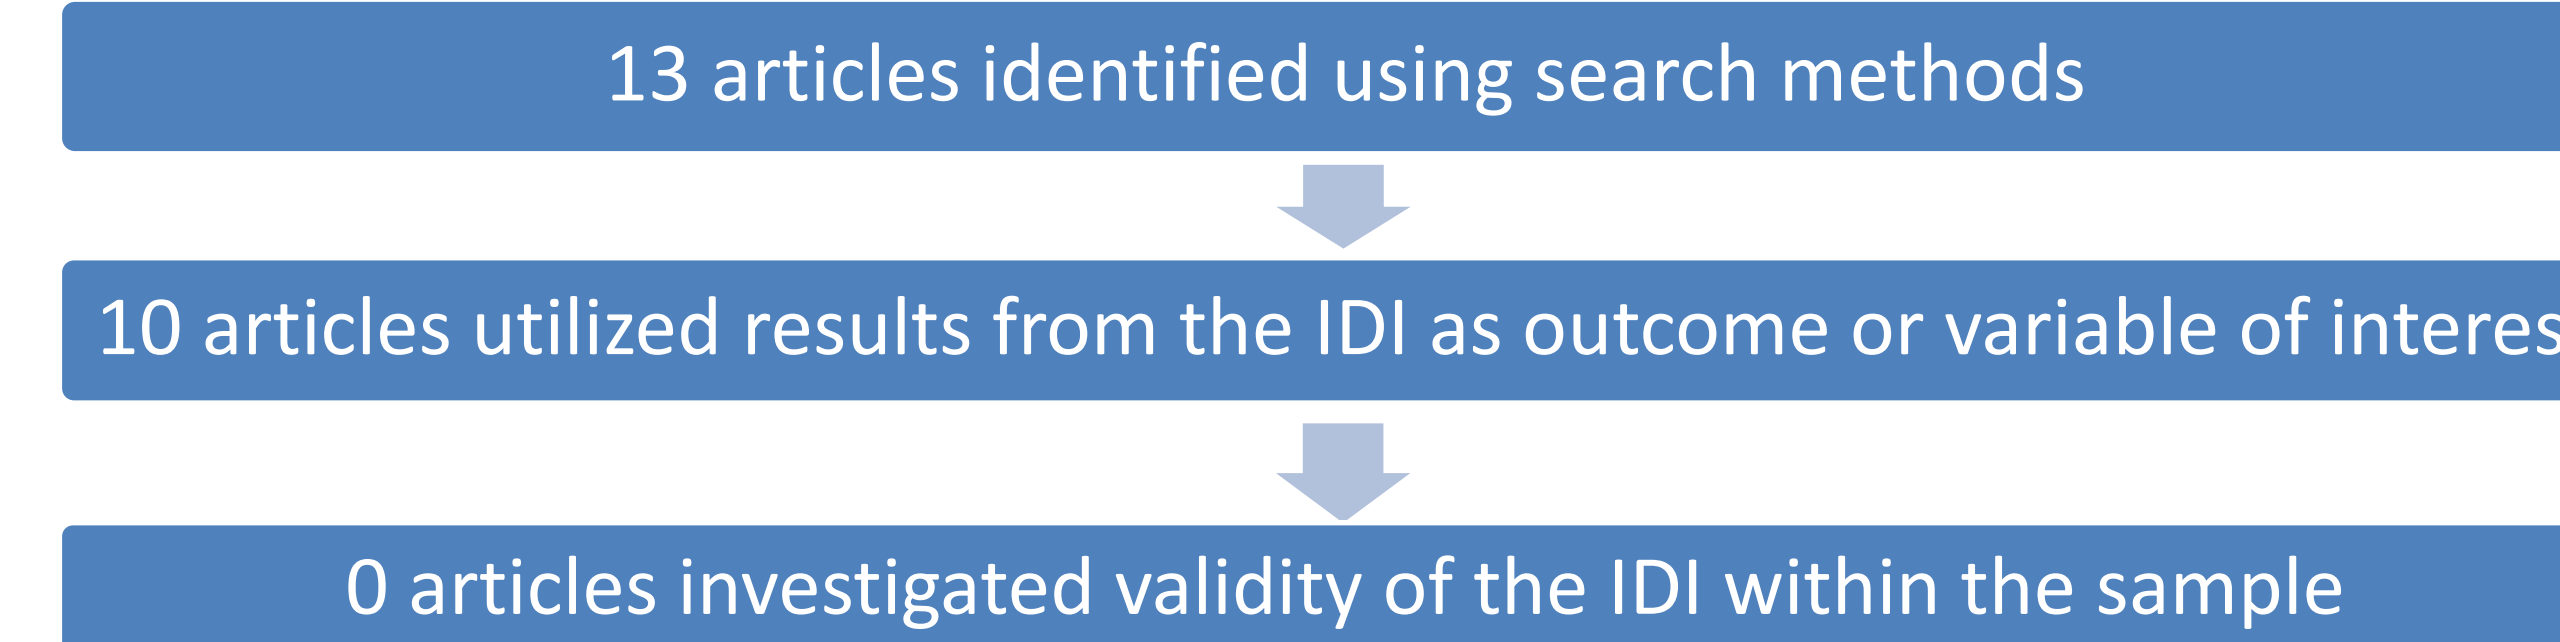 13 articles identified using search methods
10 articles utilized results from the IDI as outcome or variable of interes
0 articles investigated validity of the IDI within the sample